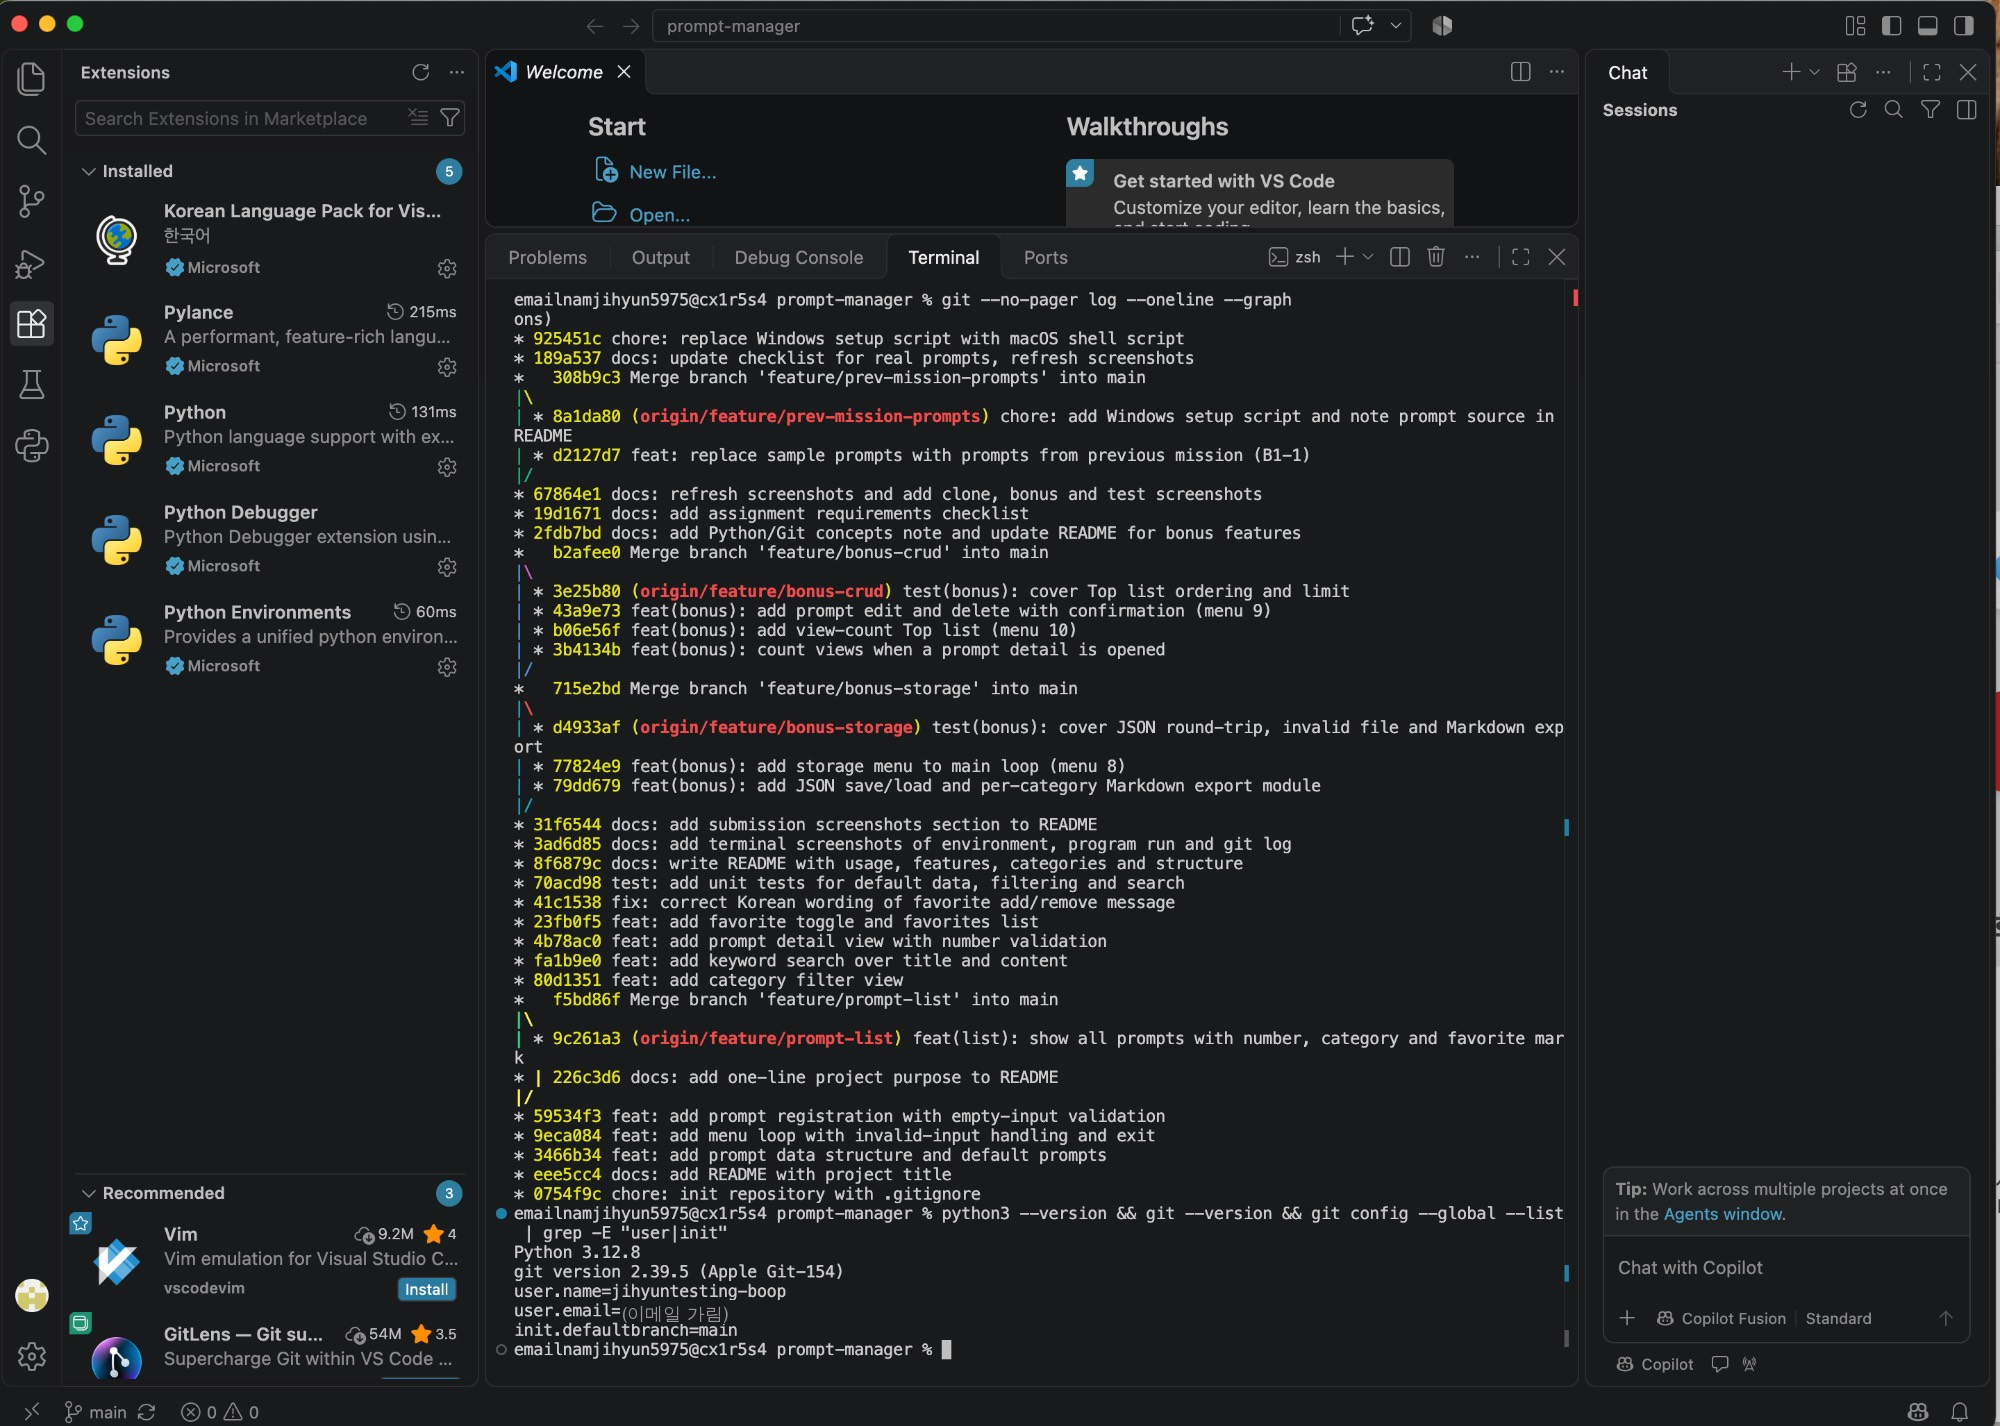 prompt-manager
Extensions
Search Extensions in Marketplace
Installed
5
Korean Language Pack for Vis...
한국어
Microsoft
Pylance
215ms
A performant, feature-rich langu...
Microsoft
Python
131ms
Python language support with ex...
Microsoft
Python Debugger
Python Debugger extension usin...
Microsoft
Python Environments
60ms
Provides a unified python environ...
Microsoft
Recommended
3
Vim
9.2M
4
Vim emulation for Visual Studio C...
vscodevim
Install
GitLens — Git su...
54M
3.5
Supercharge Git within VS Code ...
Welcome
Start
New File...
Open...
Walkthroughs
Get started with VS Code
Customize your editor, learn the basics,
and start coding
Problems
Output
Debug Console
Terminal
Ports
zsh
emailnamjihyun5975@cx1r5s4 prompt-manager % git --no-pager log --oneline --graph
ons)
* 925451c chore: replace Windows setup script with macOS shell script
* 189a537 docs: update checklist for real prompts, refresh screenshots
*   308b9c3 Merge branch 'feature/prev-mission-prompts' into main
|\
| * 8a1da80 (origin/feature/prev-mission-prompts) chore: add Windows setup script and note prompt source in
README
| * d2127d7 feat: replace sample prompts with prompts from previous mission (B1-1)
|/
* 67864e1 docs: refresh screenshots and add clone, bonus and test screenshots
* 19d1671 docs: add assignment requirements checklist
* 2fdb7bd docs: add Python/Git concepts note and update README for bonus features
*   b2afee0 Merge branch 'feature/bonus-crud' into main
|\
| * 3e25b80 (origin/feature/bonus-crud) test(bonus): cover Top list ordering and limit
| * 43a9e73 feat(bonus): add prompt edit and delete with confirmation (menu 9)
| * b06e56f feat(bonus): add view-count Top list (menu 10)
| * 3b4134b feat(bonus): count views when a prompt detail is opened
|/
*   715e2bd Merge branch 'feature/bonus-storage' into main
|\
| * d4933af (origin/feature/bonus-storage) test(bonus): cover JSON round-trip, invalid file and Markdown exp
ort
| * 77824e9 feat(bonus): add storage menu to main loop (menu 8)
| * 79dd679 feat(bonus): add JSON save/load and per-category Markdown export module
|/
* 31f6544 docs: add submission screenshots section to README
* 3ad6d85 docs: add terminal screenshots of environment, program run and git log
* 8f6879c docs: write README with usage, features, categories and structure
* 70acd98 test: add unit tests for default data, filtering and search
* 41c1538 fix: correct Korean wording of favorite add/remove message
* 23fb0f5 feat: add favorite toggle and favorites list
* 4b78ac0 feat: add prompt detail view with number validation
* fa1b9e0 feat: add keyword search over title and content
* 80d1351 feat: add category filter view
*   f5bd86f Merge branch 'feature/prompt-list' into main
|\
| * 9c261a3 (origin/feature/prompt-list) feat(list): show all prompts with number, category and favorite mar
k
* | 226c3d6 docs: add one-line project purpose to README
|/
* 59534f3 feat: add prompt registration with empty-input validation
* 9eca084 feat: add menu loop with invalid-input handling and exit
* 3466b34 feat: add prompt data structure and default prompts
* eee5cc4 docs: add README with project title
* 0754f9c chore: init repository with .gitignore
emailnamjihyun5975@cx1r5s4 prompt-manager % python3 --version && git --version && git config --global --list
| grep -E "user|init"
Python 3.12.8
git version 2.39.5 (Apple Git-154)
user.name=jihyuntesting-boop
user.email=(이메일 가림)
init.defaultbranch=main
emailnamjihyun5975@cx1r5s4 prompt-manager %
Chat
Sessions
Tip: Work across multiple projects at once
in the Agents window.
Chat with Copilot
Copilot Fusion
Standard
Copilot
main
0
0